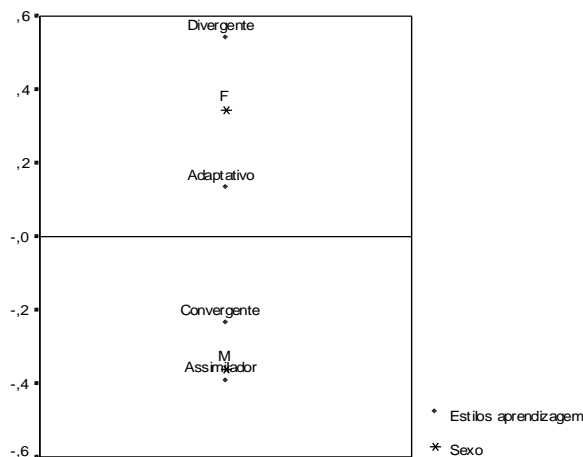 ,6
Divergente
,4
F
,2
Adaptativo
-,0
Convergente
-,2
M
Assimilador
-,4
Estilos aprendizagem
Sexo
-,6